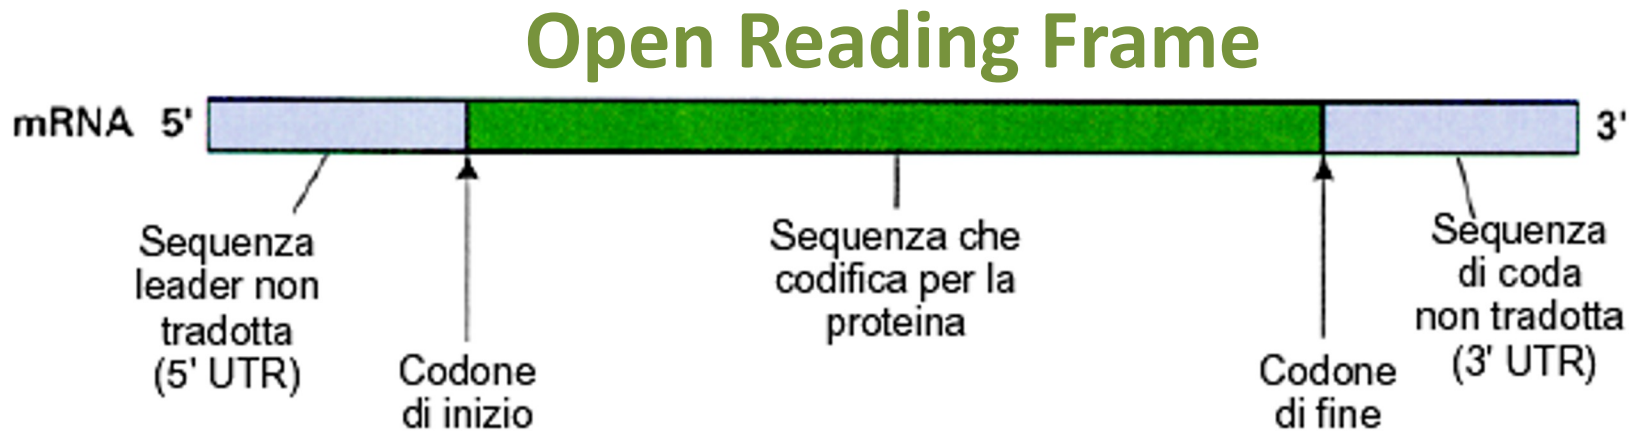 Open Reading Frame
mRNA 5' 3'
Sequenza
leader non
tradotta
(5' UTR)
Codone
di inizio
Sequenza che
codifica per la
proteina
Codone
di fine
Sequenza
di coda
non tradotta
(3' UTR)